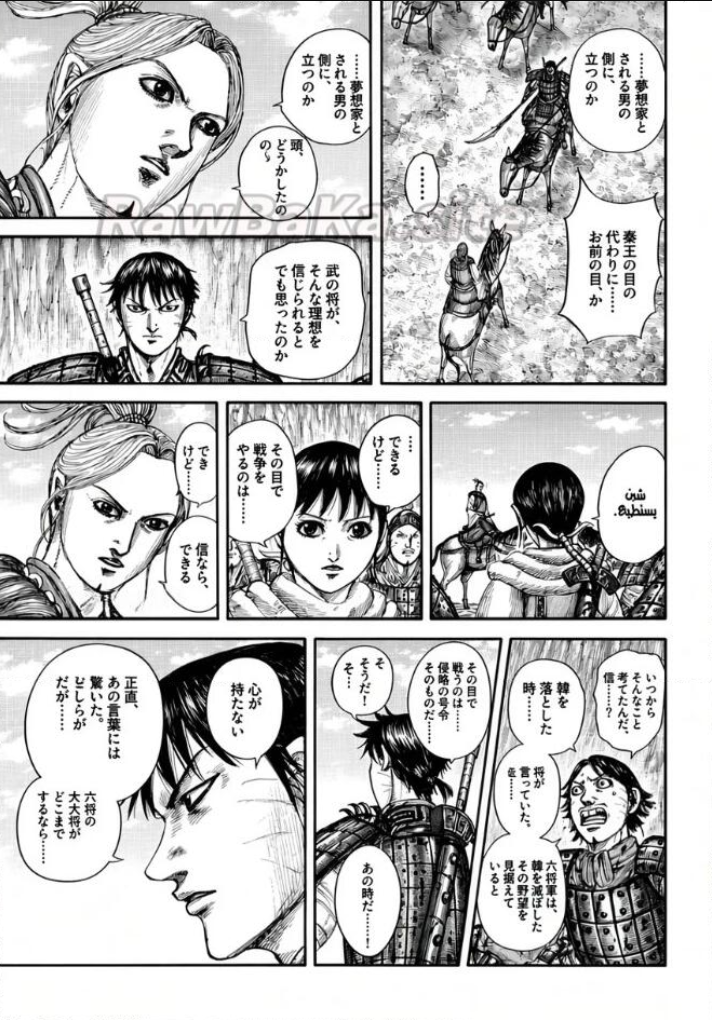 ……夢想家と
される男の
側に、
立つのか
秦王の目の
代わりに……
お前の目、か
……
……夢想家と
される男の
側に、
立つのか
頭、
どうかしたの
の～
武の将が、
そんな理想を
信じられると
でも思ったのか
شين
يستطيع.
……
できる
けど……
その目で
戦争を
やるのは……
でき
けど…
信なら、
できる
いつから
そんなこと
考てたんだ、
信……？
韓を
落とした
時……
将が
言っていた。
六将軍は、
韓を滅ぼした
その野望を
見据えて
いると
その目で
戦うのは……
侵略の号令
そのものだ…
そ
そうだ！
そ…
あの時だ……！
心が
持たない
正直、
あの言葉には
驚いた。
だが……
六将の
大大将が
どこまで
するなら……
RawBaKa.site